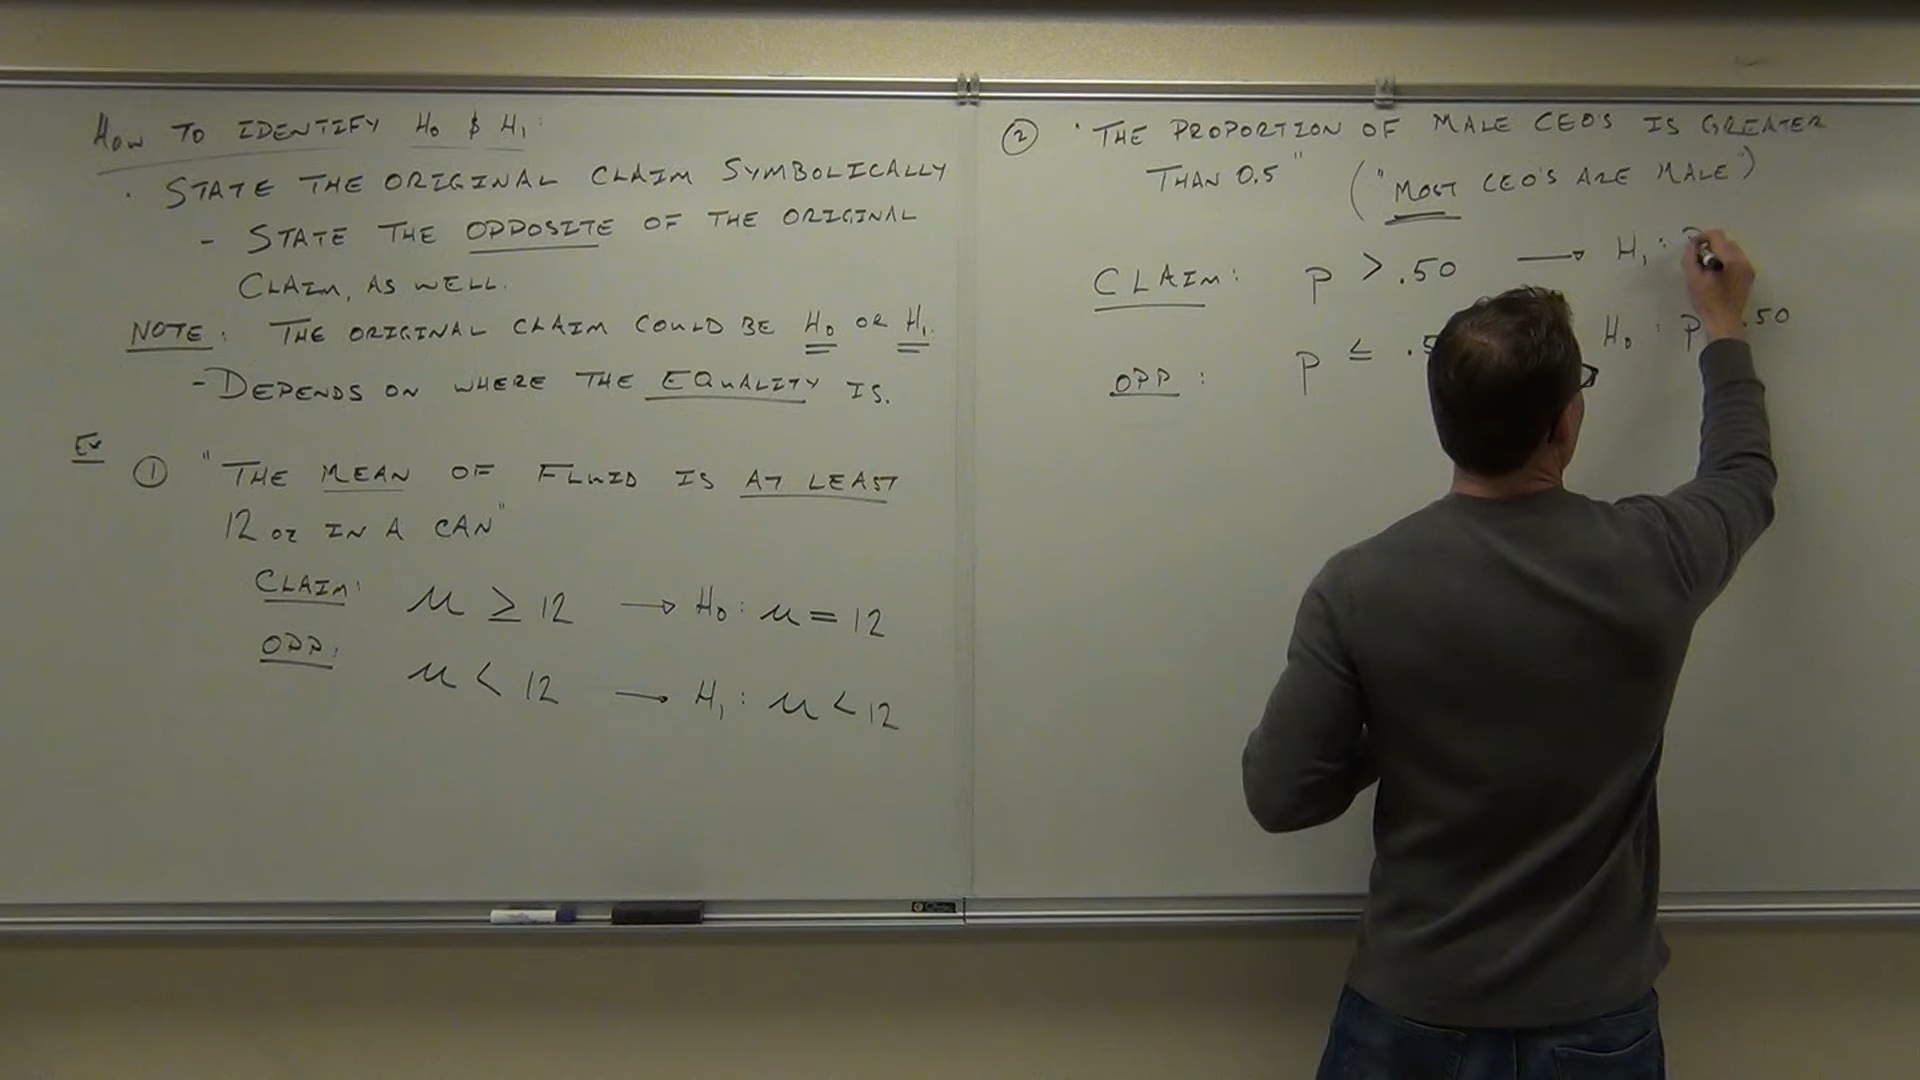 HOW TO IDENTIFY H₀ & H₁:
· STATE THE ORIGINAL CLAIM SYMBOLICALLY
- STATE THE OPPOSITE OF THE ORIGINAL
CLAIM, AS WELL.
NOTE: THE ORIGINAL CLAIM COULD BE H₀ OR H₁.
- DEPENDS ON WHERE THE EQUALITY IS.
EX ① "THE MEAN OF FLUID IS AT LEAST
12 OZ IN A CAN"
CLAIM: μ ≥ 12 → H₀: μ = 12
OPP: μ < 12 → H₁: μ < 12
② "THE PROPORTION OF MALE CEO'S IS GREATER
THAN 0.5" ("MOST CEO'S ARE MALE")
CLAIM: p > .50 → H₁: p
OPP: p ≤ .5 H₀: p .50